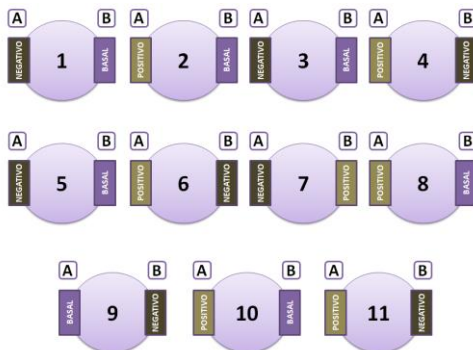 A B A B A B A B
NEGATIVO 1 BASAL POSITIVO 2 BASAL NEGATIVO 3 BASAL POSITIVO 4 NEGATIVO
A B A B A B A B
NEGATIVO 5 BASAL POSITIVO 6 NEGATIVO NEGATIVO 7 POSITIVO POSITIVO 8 BASAL
A B A B A B
BASAL 9 NEGATIVO POSITIVO 10 BASAL POSITIVO 11 NEGATIVO